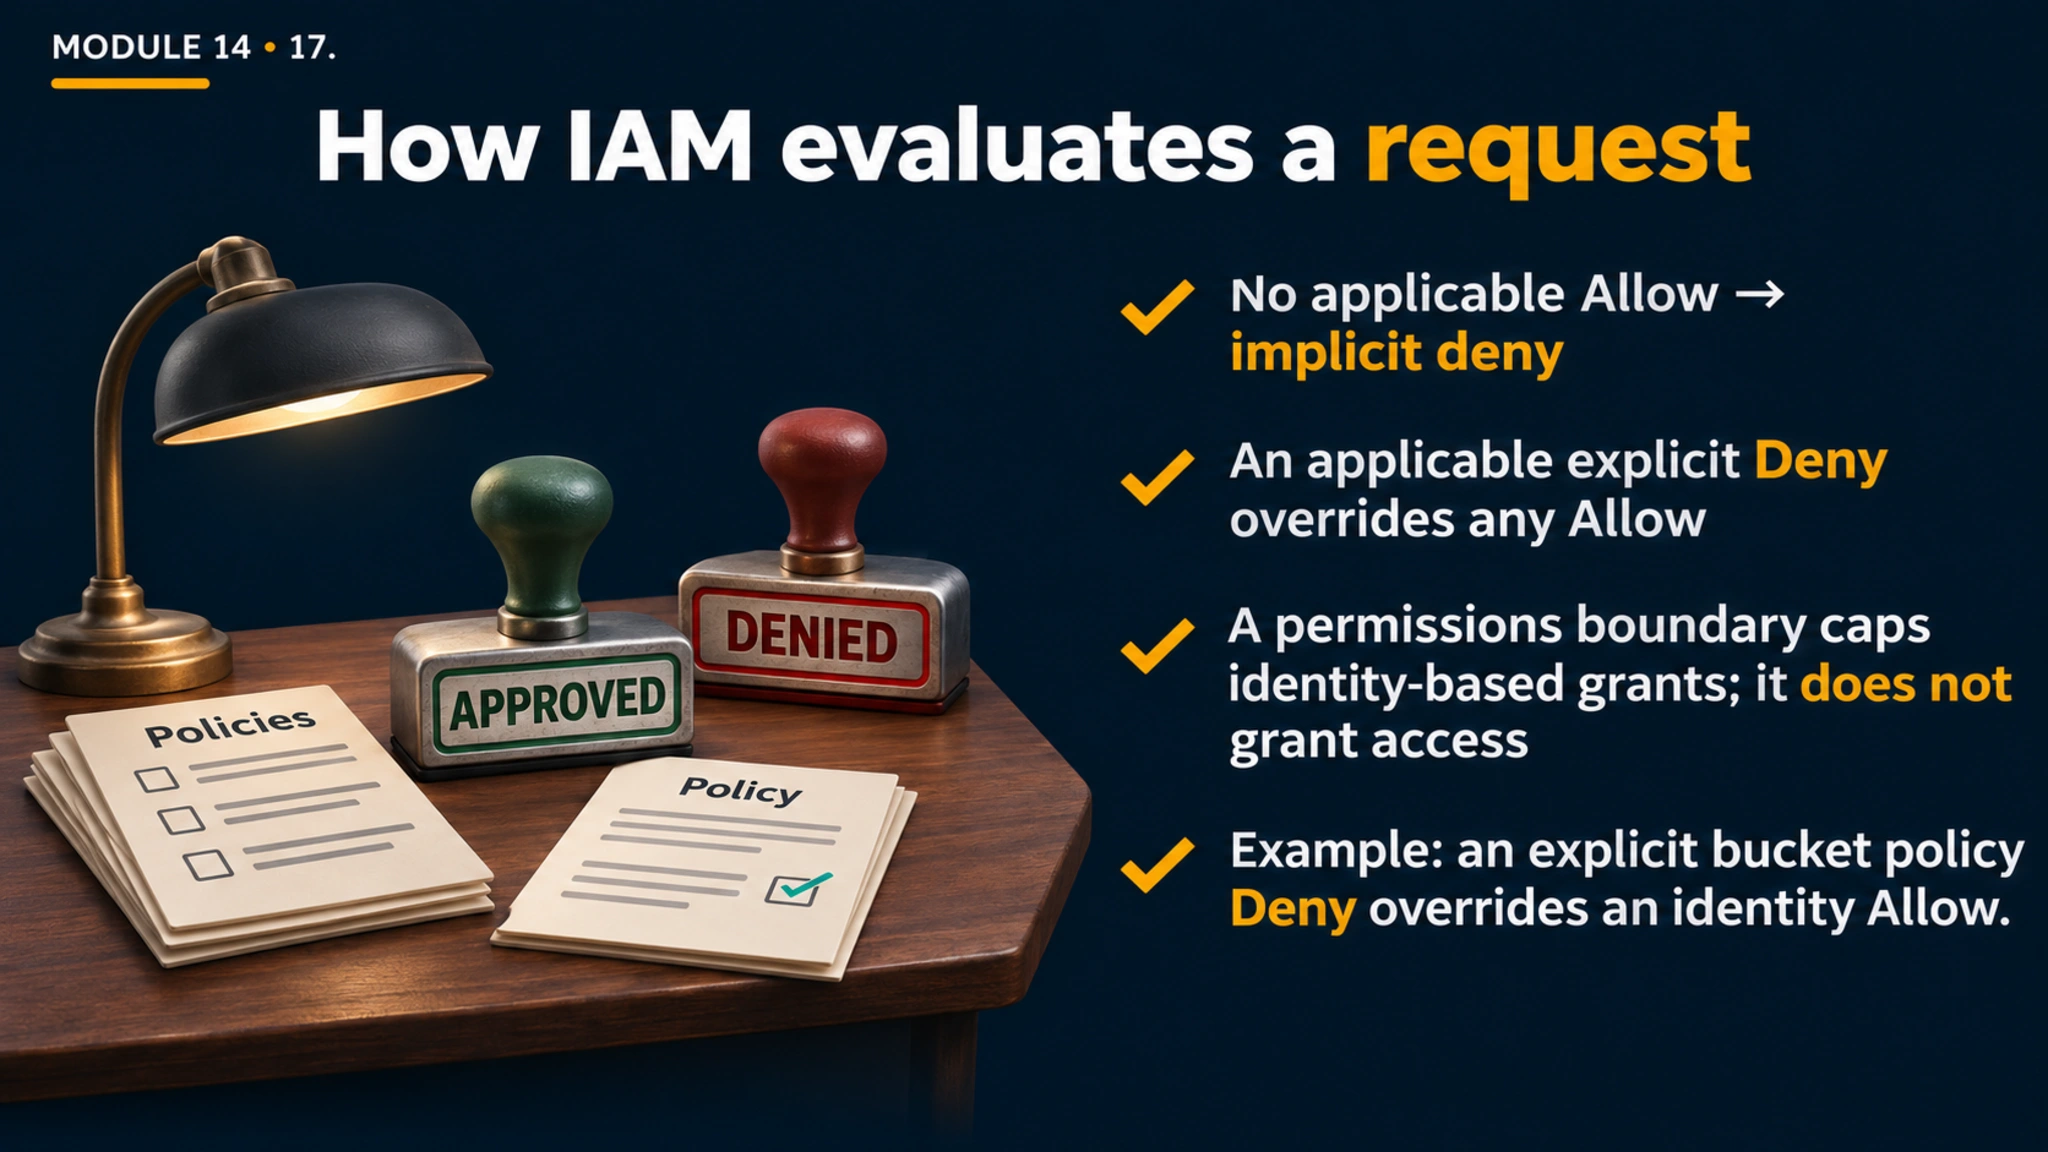 MODULE 14 • 17.
How IAM evaluates a request
No applicable Allow →
implicit deny
An applicable explicit Deny
overrides any Allow
A permissions boundary caps
identity-based grants; it does not
grant access
Example: an explicit bucket policy
Deny overrides an identity Allow.
DENIED
APPROVED
Policies
Policy